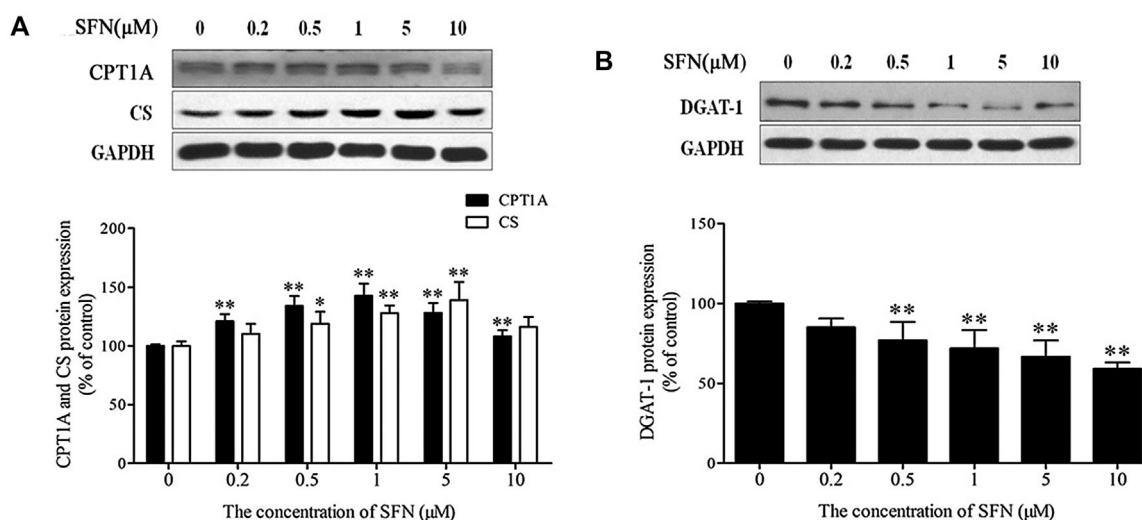 A
SFN(μM) 0 0.2 0.5 1 5 10
CPT1A
CS
GAPDH
CPT1A
CS
CPT1A and CS protein expression
(% of control)
200
150
100
50
0
** ** * ** ** ** ** **
0 0.2 0.5 1 5 10
The concentration of SFN (μM)
B
SFN(μM) 0 0.2 0.5 1 5 10
DGAT-1
GAPDH
DGAT-1 protein expression
(% of control)
150
100
50
0
** ** ** **
0 0.2 0.5 1 5 10
The concentration of SFN (μM)